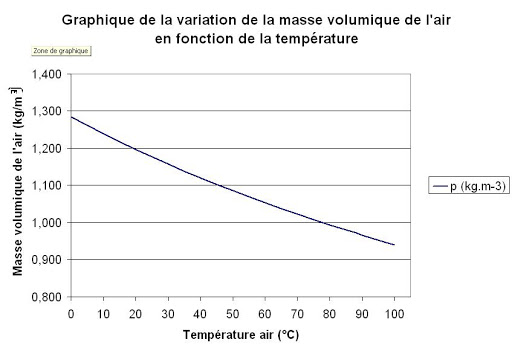 Graphique de la variation de la masse volumique de l'air
en fonction de la température
Zone de graphique
Masse volumique de l'air (kg/m³)
1,400
1,300
1,200
1,100
1,000
0,900
0,800
0 10 20 30 40 50 60 70 80 90 100
Température air (°C)
p (kg.m-3)